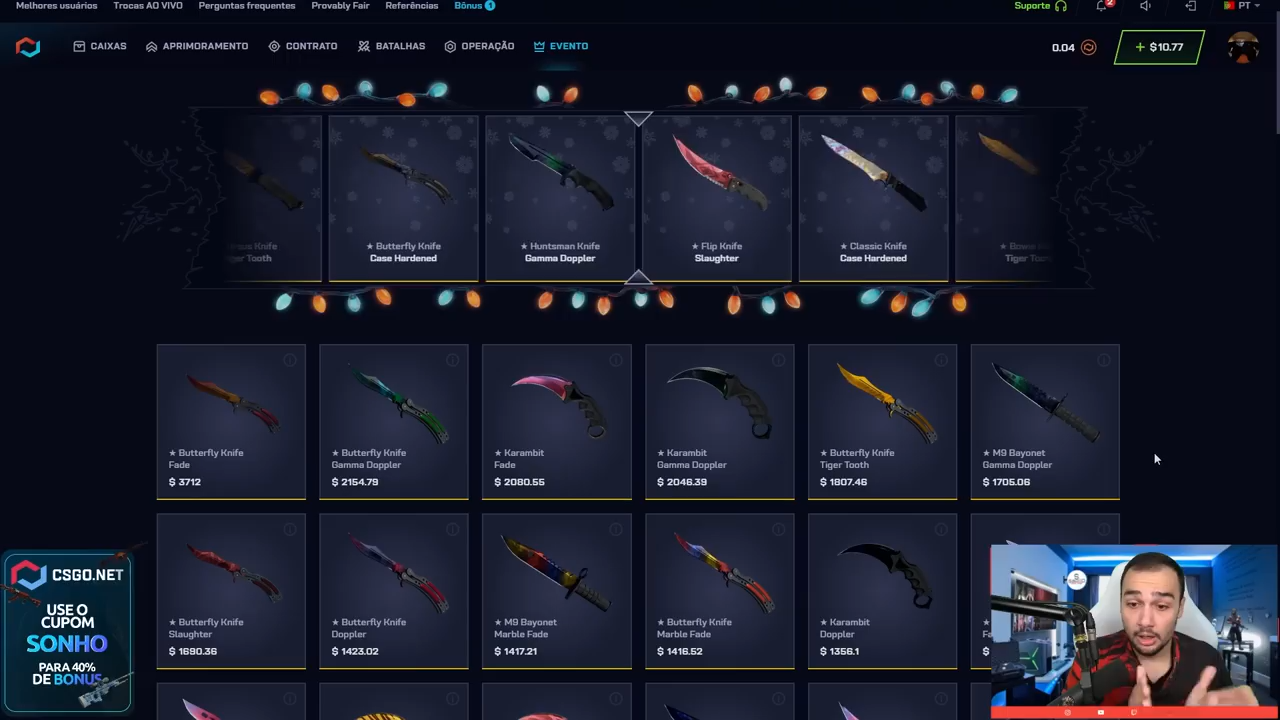 Melhores usuários
Trocas AO VIVO
Perguntas frequentes
Provably Fair
Referências
Bônus 1
Suporte
2
PT
CAIXAS
APRIMORAMENTO
CONTRATO
BATALHAS
OPERAÇÃO
EVENTO
0.04
+ $10.77
Knife
Tooth
★ Butterfly Knife
Case Hardened
★ Huntsman Knife
Gamma Doppler
★ Flip Knife
Slaughter
★ Classic Knife
Case Hardened
★ Bowie
Tiger
★ Butterfly Knife
Fade
$ 3712
★ Butterfly Knife
Gamma Doppler
$ 2154.79
★ Karambit
Fade
$ 2080.55
★ Karambit
Gamma Doppler
$ 2046.39
★ Butterfly Knife
Tiger Tooth
$ 1807.46
★ M9 Bayonet
Gamma Doppler
$ 1705.06
★ Butterfly Knife
Slaughter
$ 1690.36
★ Butterfly Knife
Doppler
$ 1423.02
★ M9 Bayonet
Marble Fade
$ 1417.21
★ Butterfly Knife
Marble Fade
$ 1416.52
★ Karambit
Doppler
$ 1356.1
CSGO.NET
USE O
CUPOM
SONHO
PARA 40%
DE BONUS